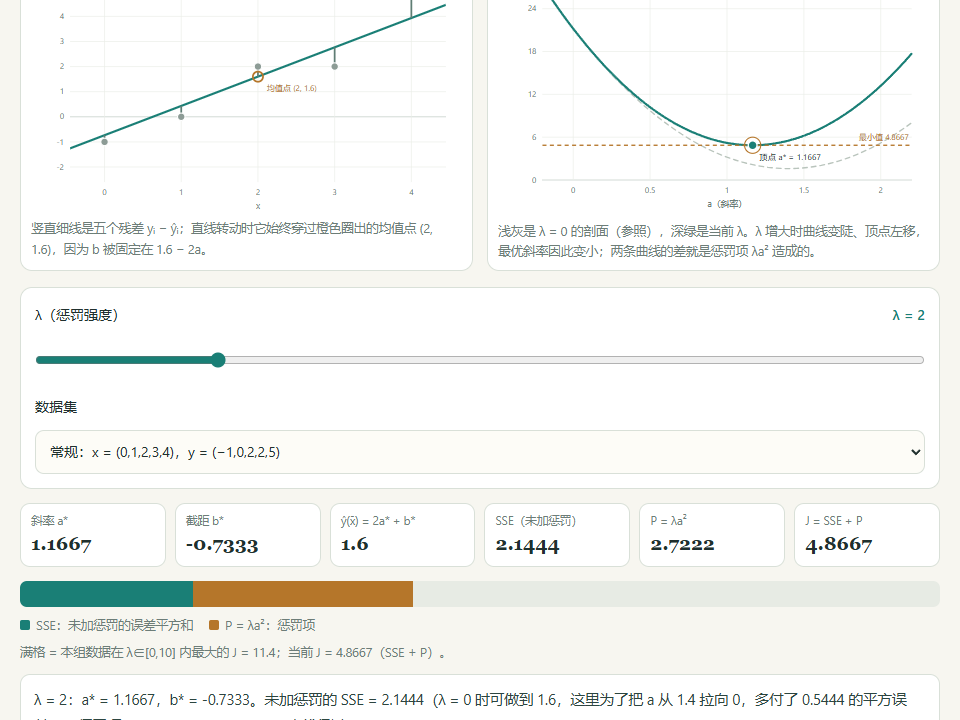 4
3
2
1
0
-1
-2
0
1
2
3
4
x
均值点 (2, 1.6)
竖直细线是五个残差 yᵢ − ŷᵢ；直线转动时它始终穿过橙色圈出的均值点 (2,
1.6)，因为 b 被固定在 1.6 − 2a。
24
18
12
6
0
0
0.5
1
1.5
2
a（斜率）
最小值 4.8667
顶点 a* = 1.1667
浅灰是 λ = 0 的剖面（参照），深绿是当前 λ。λ 增大时曲线变陡、顶点左移，
最优斜率因此变小；两条曲线的差就是惩罚项 λa² 造成的。
λ（惩罚强度）
λ = 2
数据集
常规：x = (0,1,2,3,4)，y = (−1,0,2,2,5)
斜率 a*
1.1667
截距 b*
-0.7333
ŷ(x̄) = 2a* + b*
1.6
SSE（未加惩罚）
2.1444
P = λa²
2.7222
J = SSE + P
4.8667
SSE：未加惩罚的误差平方和
P = λa²：惩罚项
满格 = 本组数据在 λ∈[0,10] 内最大的 J = 11.4；当前 J = 4.8667（SSE + P）。
λ = 2：a* = 1.1667，b* = -0.7333。未加惩罚的 SSE = 2.1444（λ = 0 时可做到 1.6，这里为了把 a 从 1.4 拉向 0，多付了 0.5444 的平方误